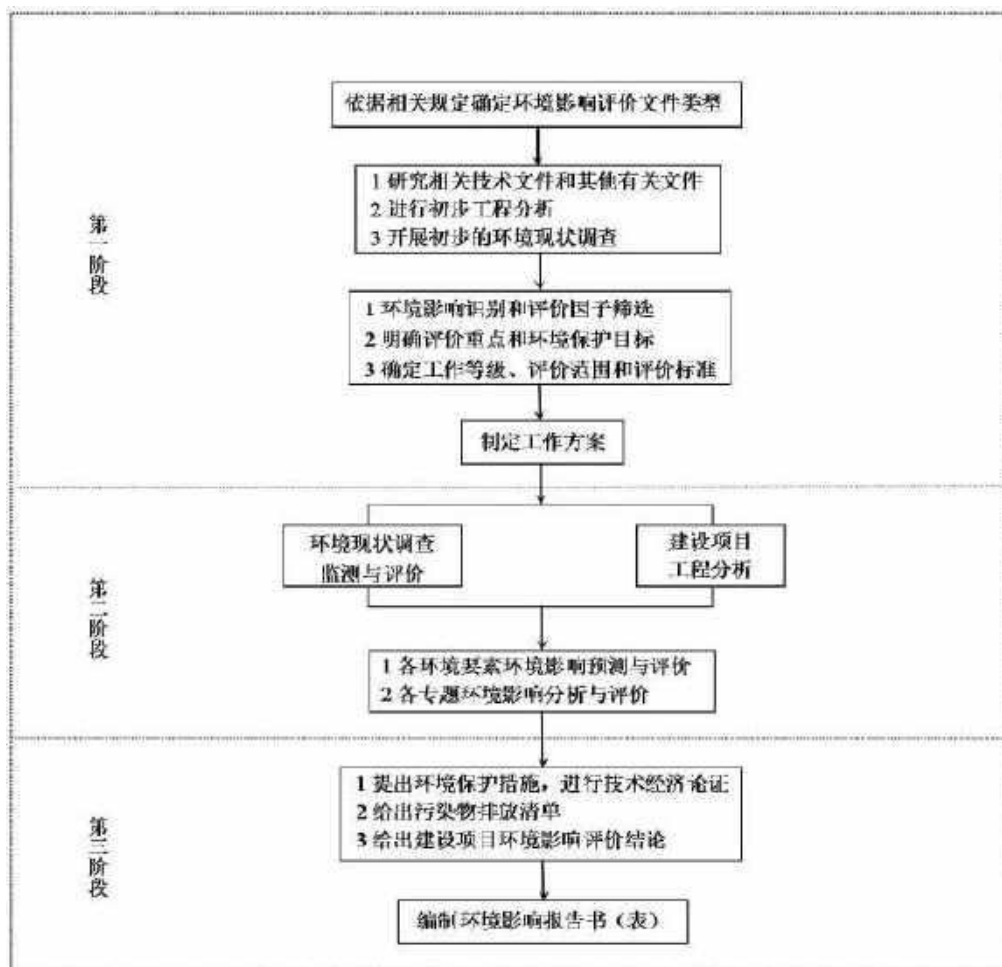 依据相关规定确定环境影响评价文件类型
1 研究相关技术文件和其他有关文件
2 进行初步工程分析
3 开展初步的环境现状调查
第一阶段
1 环境影响识别和评价因子筛选
2 明确评价重点和环境保护目标
3 确定工作等级、评价范围和评价标准
制定工作方案
环境现状调查
监测与评价
建设项目
工程分析
第二阶段
1 各环境要素环境影响预测与评价
2 各专题环境影响分析与评价
1 提出环境保护措施，进行技术经济论证
2 给出污染物排放清单
3 给出建设项目环境影响评价结论
第三阶段
编制环境影响报告书（表）